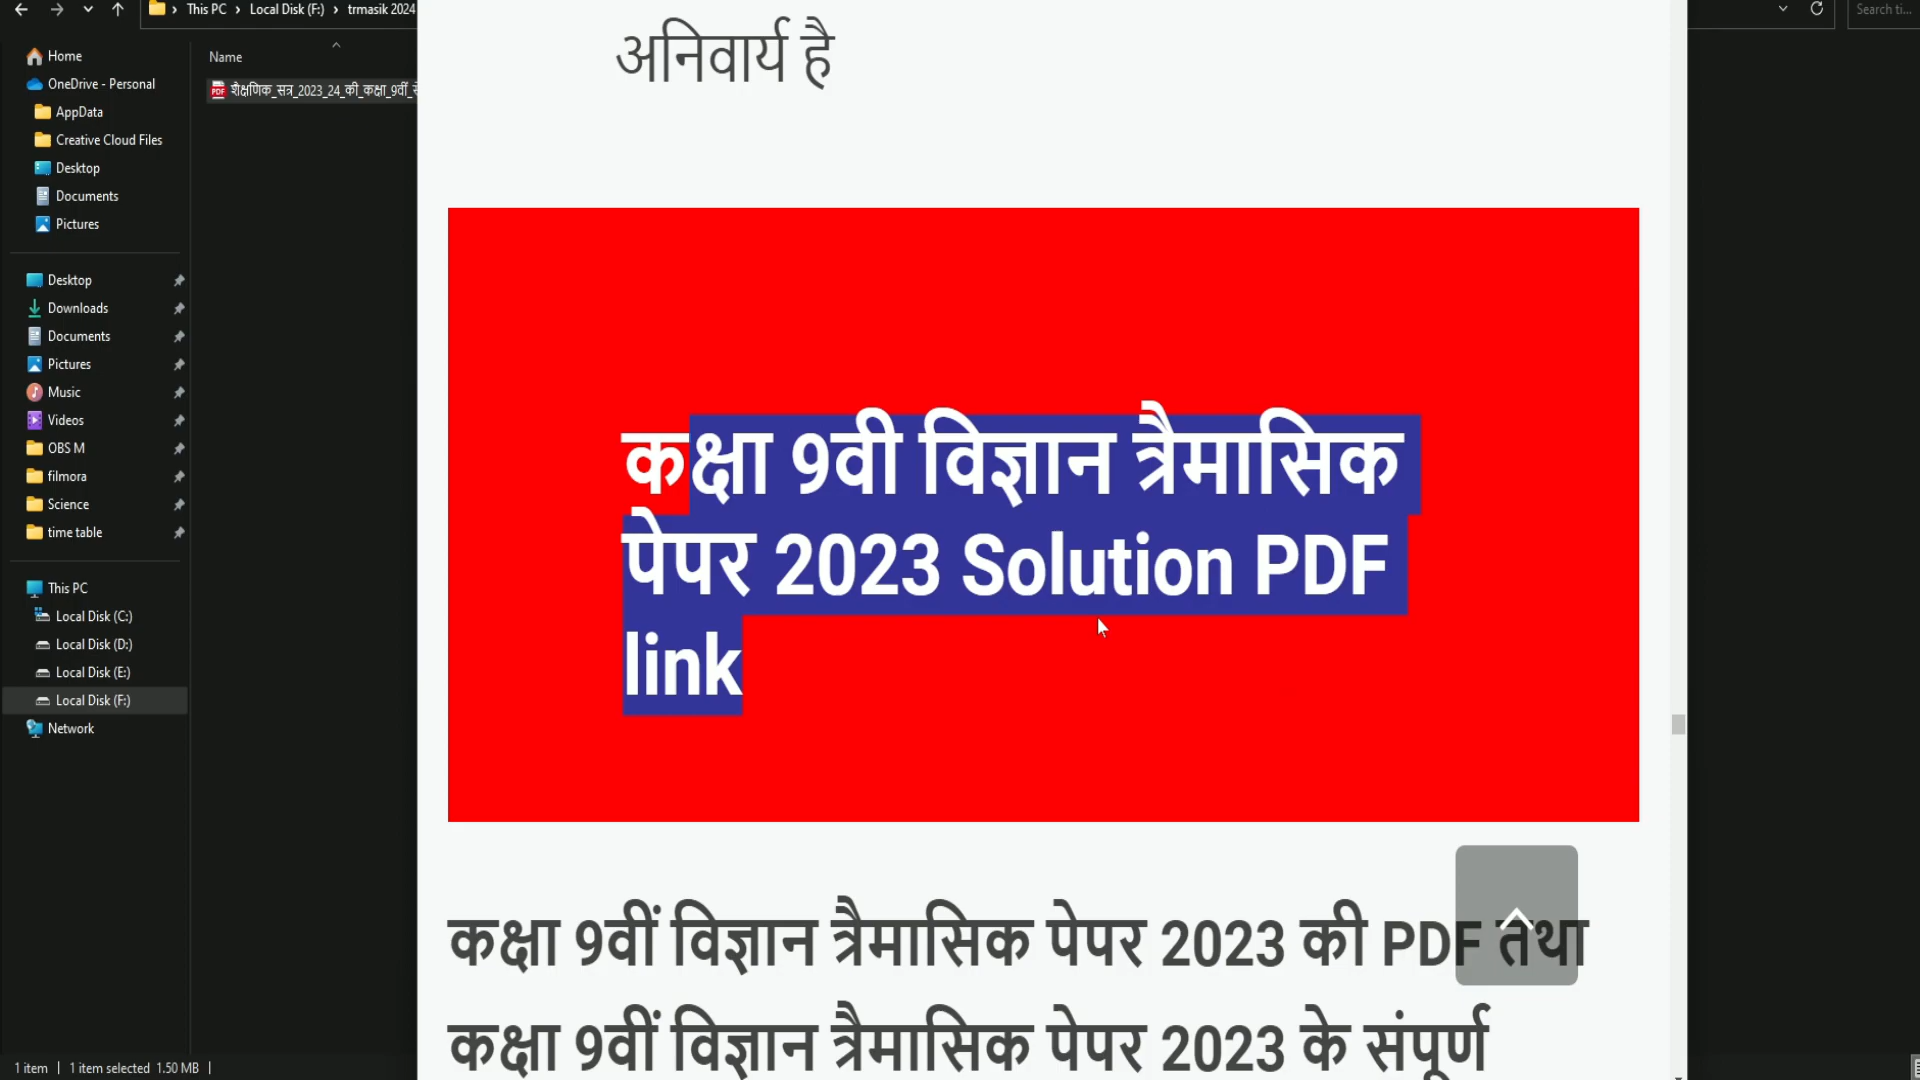 This PC > Local Disk (F:) > trmasik 2024
Search ti...
Home
OneDrive - Personal
AppData
Creative Cloud Files
Desktop
Documents
Pictures
Desktop
Downloads
Documents
Pictures
Music
Videos
OBS M
filmora
Science
time table
This PC
Local Disk (C:)
Local Disk (D:)
Local Disk (E:)
Local Disk (F:)
Network
1 item | 1 item selected 1.50 MB |
Name
PDF शैक्षणिक_सत्र_2023_24_की_कक्षा_9वीं_
अनिवार्य है
कक्षा 9वी विज्ञान त्रैमासिक
पेपर 2023 Solution PDF
link
कक्षा 9वीं विज्ञान त्रैमासिक पेपर 2023 की PDF तथा
कक्षा 9वीं विज्ञान त्रैमासिक पेपर 2023 के संपूर्ण